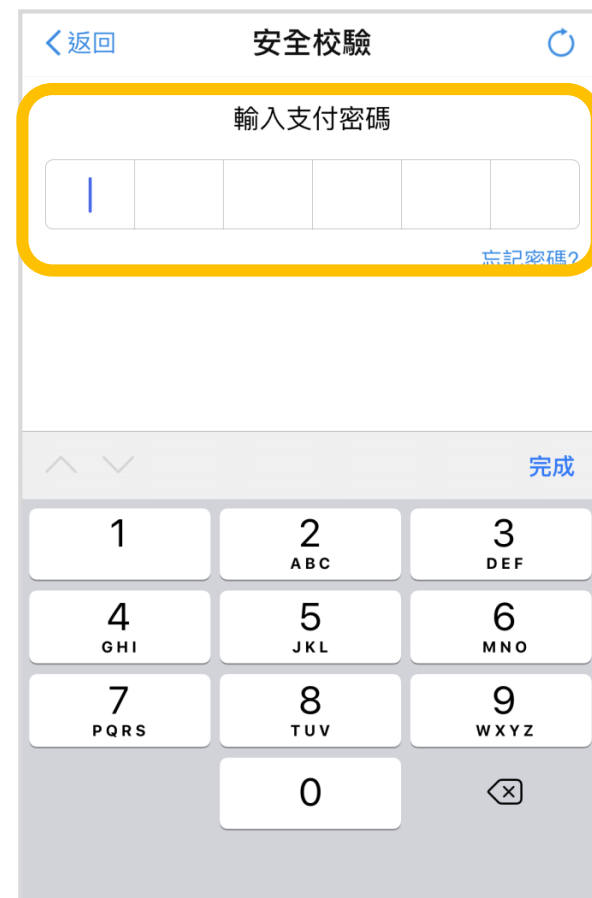 返回 安全校驗
輸入支付密碼
忘記密碼?
完成
1 2 3
ABC DEF
4 5 6
GHI JKL MNO
7 8 9
PQRS TUV WXYZ
0